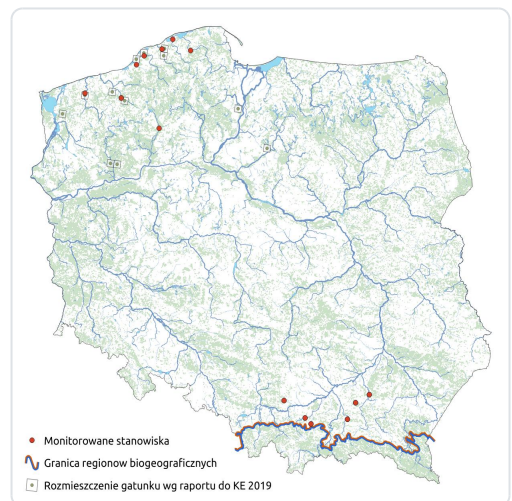 Monitorowane stanowiska
Granica regionow biogeograficznych
Rozmieszczenie gatunku wg raportu do KE 2019